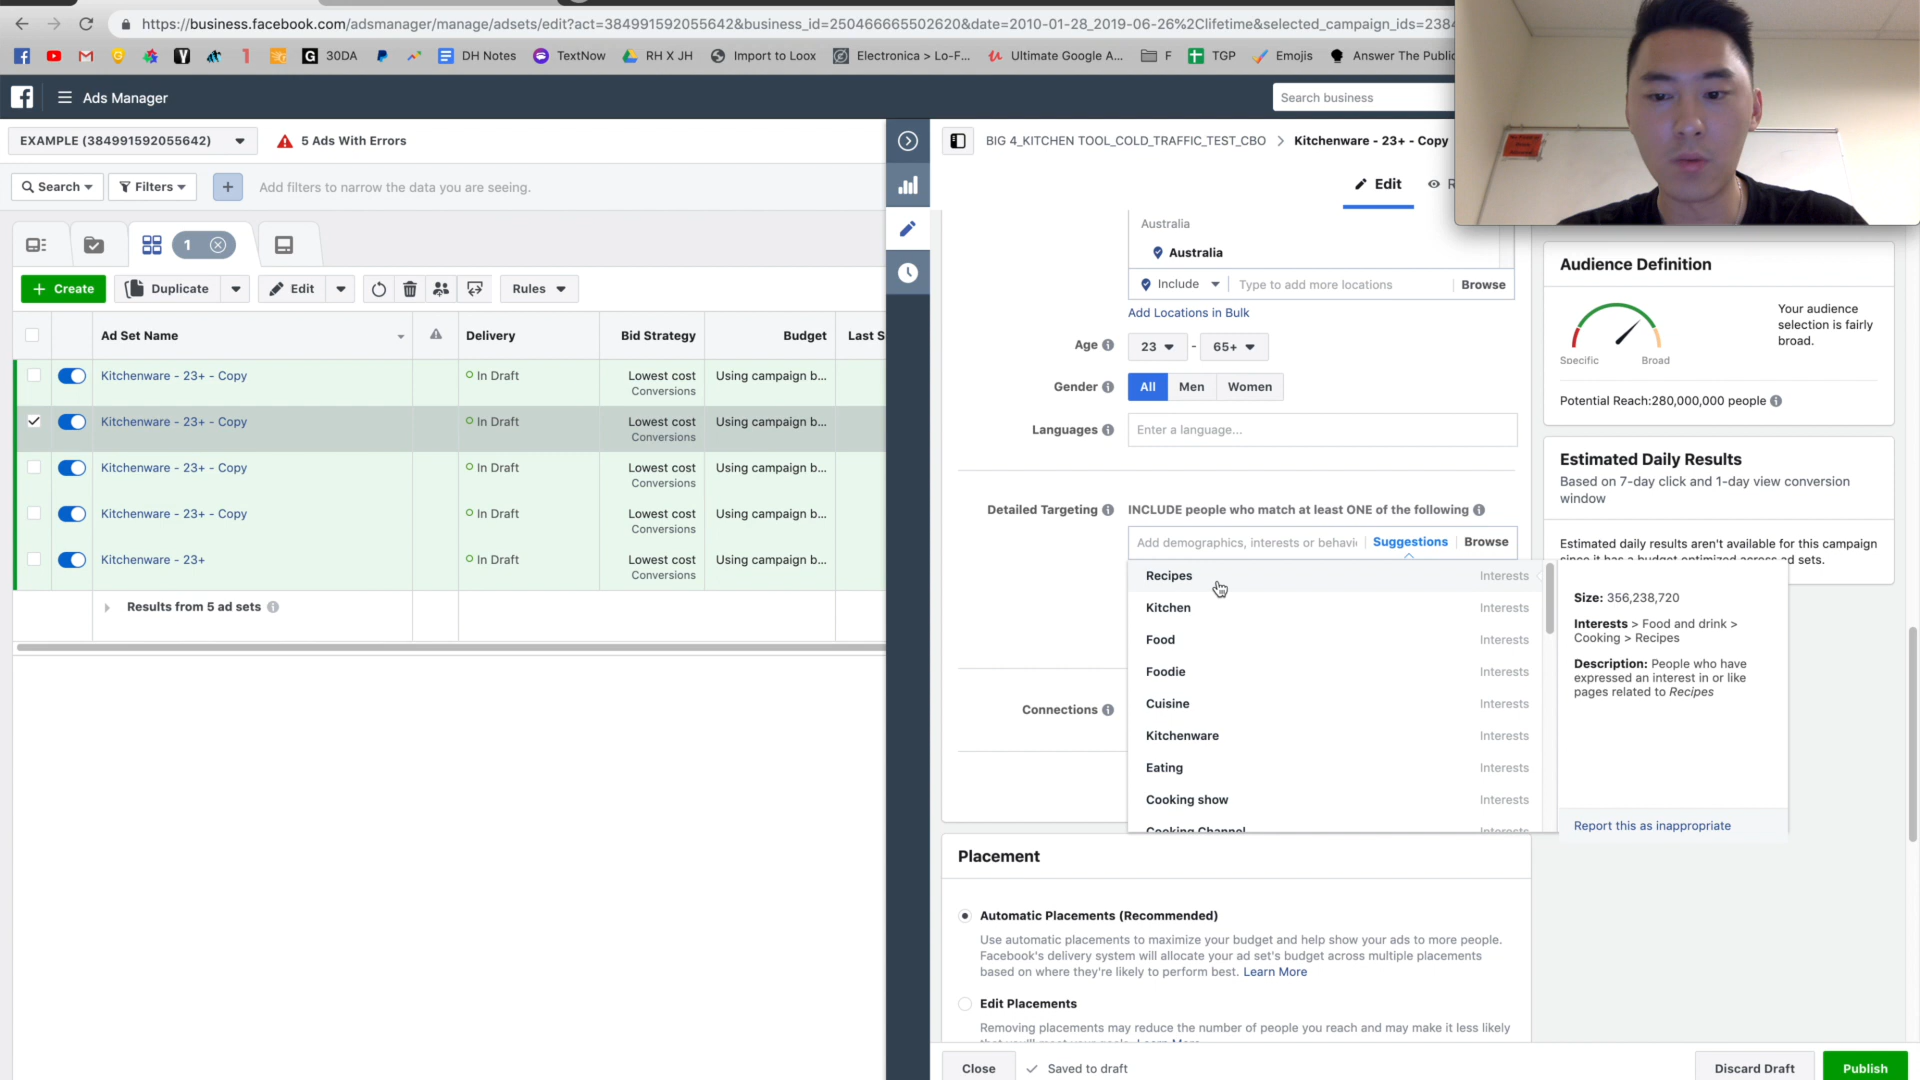 https://business.facebook.com/adsmanager/manage/adsets/edit?act=384991592055642&business_id=250466665502620&date=2010-01-28_2019-06-26%2Clifetime&selected_campaign_ids=2384
30DA
DH Notes
TextNow
RH X JH
Import to Loox
Electronica > Lo-F...
Ultimate Google A...
F
TGP
Emojis
Answer The Public
Ads Manager
Search business
EXAMPLE (384991592055642)
5 Ads With Errors
BIG 4_KITCHEN TOOL_COLD_TRAFFIC_TEST_CBO > Kitchenware - 23+ - Copy
Search
Filters
Add filters to narrow the data you are seeing.
Edit
1
Create
Duplicate
Edit
Rules
Ad Set Name
Delivery
Bid Strategy
Budget
Last S
Kitchenware - 23+ - Copy
In Draft
Lowest cost
Conversions
Using campaign b...
Kitchenware - 23+ - Copy
In Draft
Lowest cost
Conversions
Using campaign b...
Kitchenware - 23+ - Copy
In Draft
Lowest cost
Conversions
Using campaign b...
Kitchenware - 23+ - Copy
In Draft
Lowest cost
Conversions
Using campaign b...
Kitchenware - 23+
In Draft
Lowest cost
Conversions
Using campaign b...
Results from 5 ad sets
Australia
Australia
Include
Type to add more locations
Browse
Add Locations in Bulk
Age
23
-
65+
Gender
All
Men
Women
Languages
Enter a language...
Detailed Targeting
INCLUDE people who match at least ONE of the following
Add demographics, interests or behavi
Suggestions
Browse
Recipes
Interests
Kitchen
Interests
Food
Interests
Foodie
Interests
Cuisine
Interests
Kitchenware
Interests
Eating
Interests
Cooking show
Interests
Cooking Channel
Interests
Connections
Size: 356,238,720
Interests > Food and drink >
Cooking > Recipes
Description: People who have
expressed an interest in or like
pages related to Recipes
Report this as inappropriate
Audience Definition
Your audience
selection is fairly
broad.
Specific
Broad
Potential Reach:280,000,000 people
Estimated Daily Results
Based on 7-day click and 1-day view conversion
window
Estimated daily results aren't available for this campaign
since it has a budget optimized across ad sets.
Placement
Automatic Placements (Recommended)
Use automatic placements to maximize your budget and help show your ads to more people.
Facebook's delivery system will allocate your ad set's budget across multiple placements
based on where they're likely to perform best. Learn More
Edit Placements
Removing placements may reduce the number of people you reach and may make it less likely
Close
Saved to draft
Discard Draft
Publish